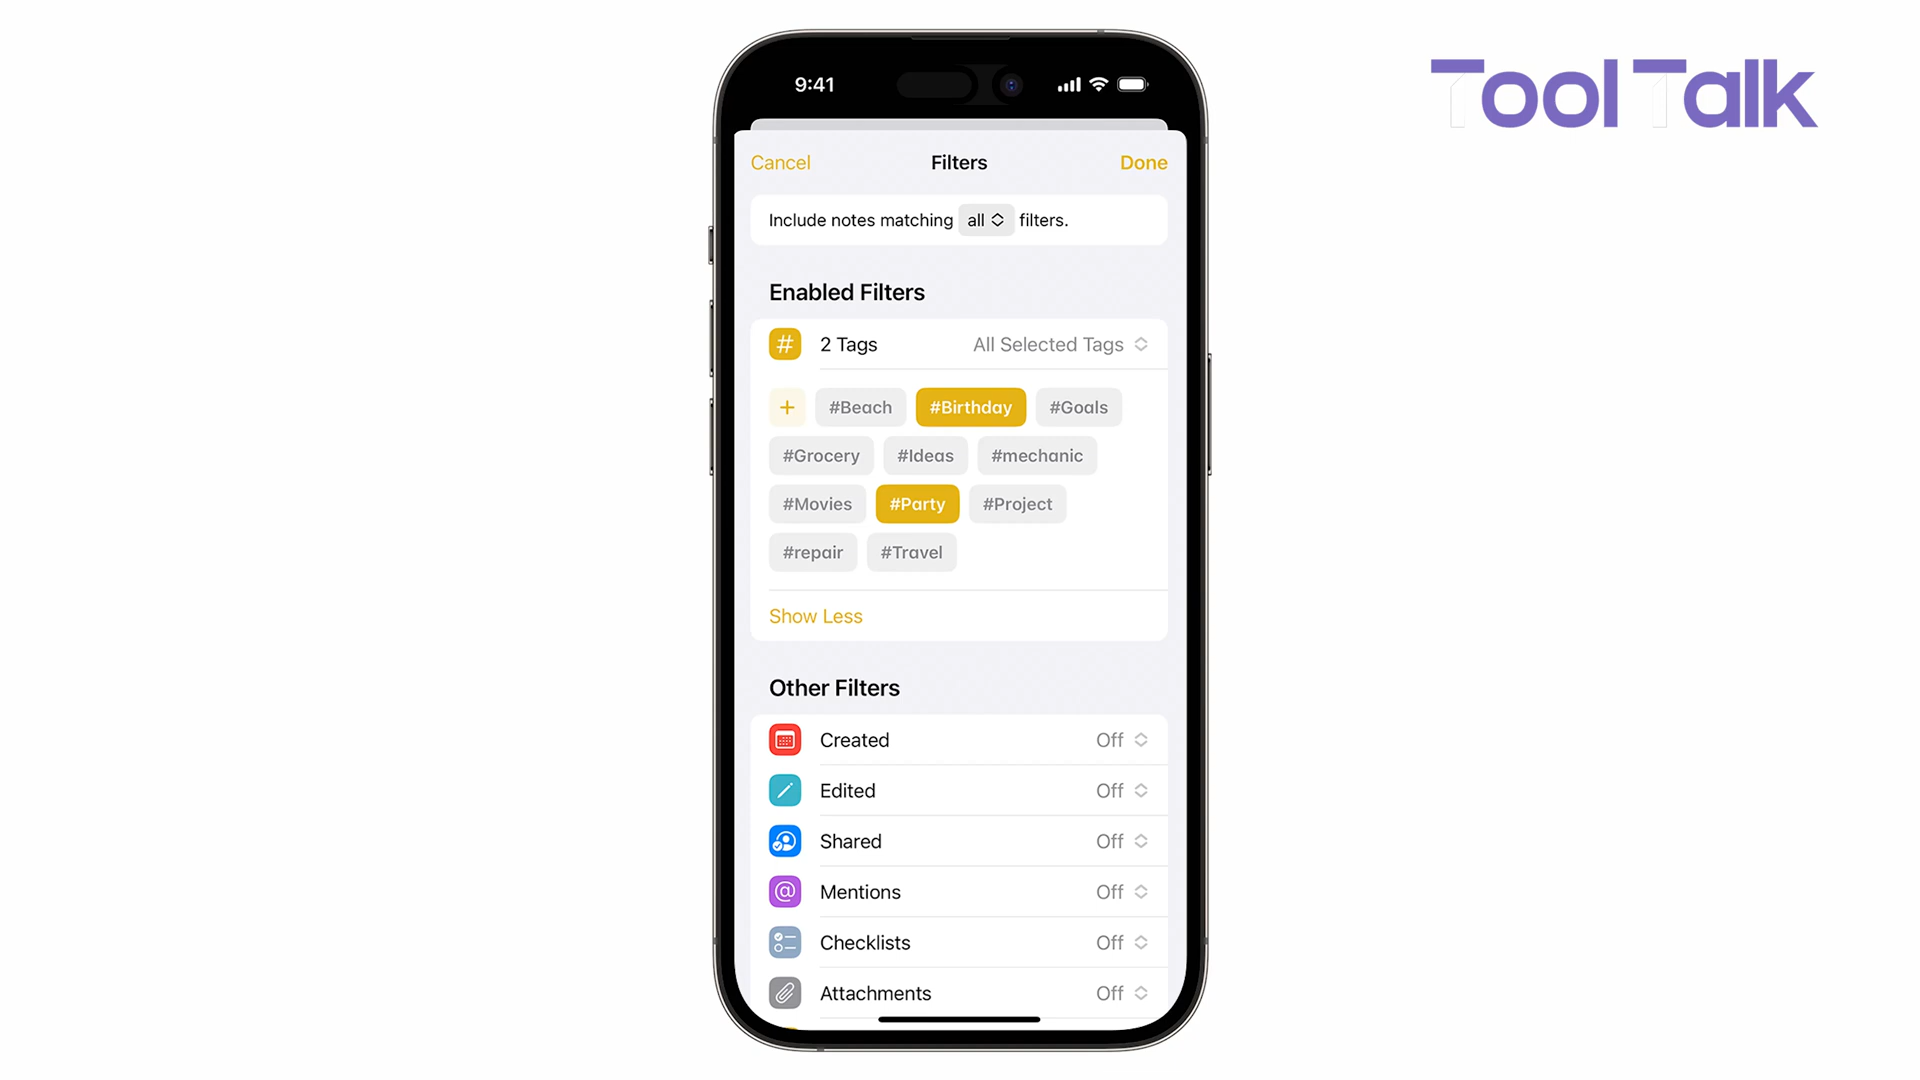 Tool Talk
9:41
Cancel Filters Done
Include notes matching all filters.
Enabled Filters
# 2 Tags All Selected Tags
+ #Beach #Birthday #Goals
#Grocery #Ideas #mechanic
#Movies #Party #Project
#repair #Travel
Show Less
Other Filters
Created Off
Edited Off
Shared Off
@ Mentions Off
Checklists Off
Attachments Off